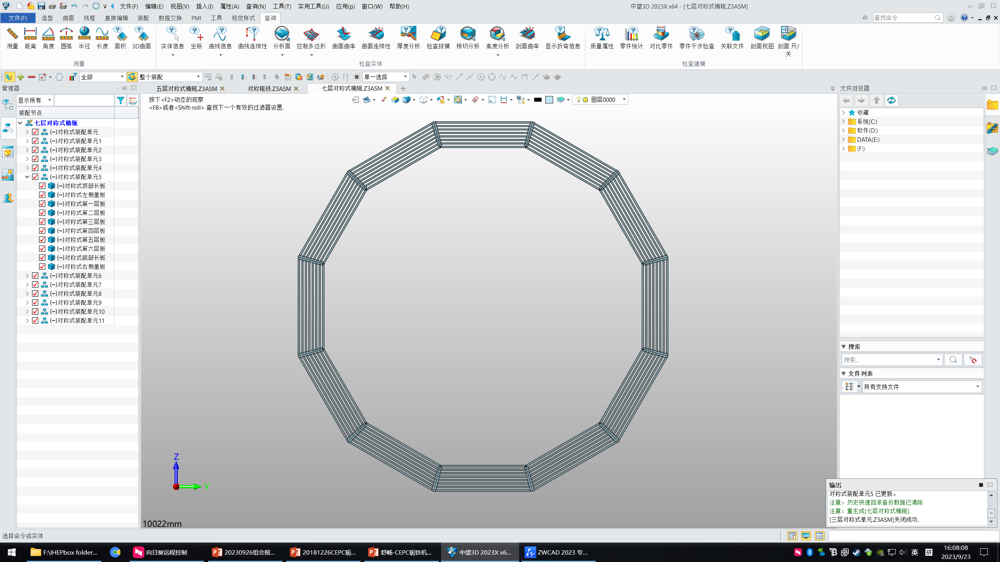 文件(F) 编辑(E) 视图(V) 插入(I) 属性(A) 查询(N) 工具(T) 实用工具(U) 应用(p) 窗口(W) 帮助(H)
中望3D 2023X x64 - [七层对称式桶轭.Z3ASM]
文件(F) 造型 曲面 线框 直接编辑 装配 数据交换 PMI 工具 视觉样式 查询
查找命令
测量 距离 角度 圆弧 半径 长度 面积 3D曲面
实体信息 坐标 曲线信息 曲线连续性 分析面 控制多边形 曲面曲率 曲面连续性 厚度分析 检查拔模 根切分析 高度分析 剖面曲率 显示折弯信息
质量属性 零件统计 对比零件 零件干涉检查 关联文件 剖面视图 剖面 开/关
测量
检查实体
检查建模
全部 整个装配 单一选择
管理器
五层对称式桶轭.Z3ASM 对称轭铁.Z3ASM 七层对称式桶轭.Z3ASM
文件浏览器
显示所有
装配节点
七层对称式桶轭
(−)对称式装配单元
(−)对称式装配单元1
(−)对称式装配单元2
(−)对称式装配单元3
(−)对称式装配单元4
(−)对称式装配单元5
(−)对称式顶部长板
(−)对称式左侧盖板
(−)对称式第一层板
(−)对称式第二层板
(−)对称式第三层板
(−)对称式第四层板
(−)对称式第五层板
(−)对称式第六层板
(−)对称式底部长板
(−)对称式右侧盖板
(−)对称式装配单元6
(−)对称式装配单元7
(−)对称式装配单元8
(−)对称式装配单元9
(−)对称式装配单元10
(−)对称式装配单元11
按下<F2>动态的观察
<F8>或者<Shift-roll> 查找下一个有效的过滤器设置.
图层0000
Z
Y
10022mm
收藏
系统(C:)
软件(D:)
DATA(E:)
(F:)
搜索
搜索...
文件列表
所有支持文件
输出
对称式装配单元5 已更新。
注意：历史快速回滚备份数据已清除
注意：重生成[七层对称式桶轭].
[三层对称式单元.Z3ASM]关闭成功.
选择命令或实体
F:\IHEPbox folder...
向日葵远程控制
20230926组会报...
20181226CEPC轭...
舒畅-CEPC轭铁机...
中望3D 2023X x6...
ZWCAD 2023 专...
英
拼
16:08:08
2023/9/23